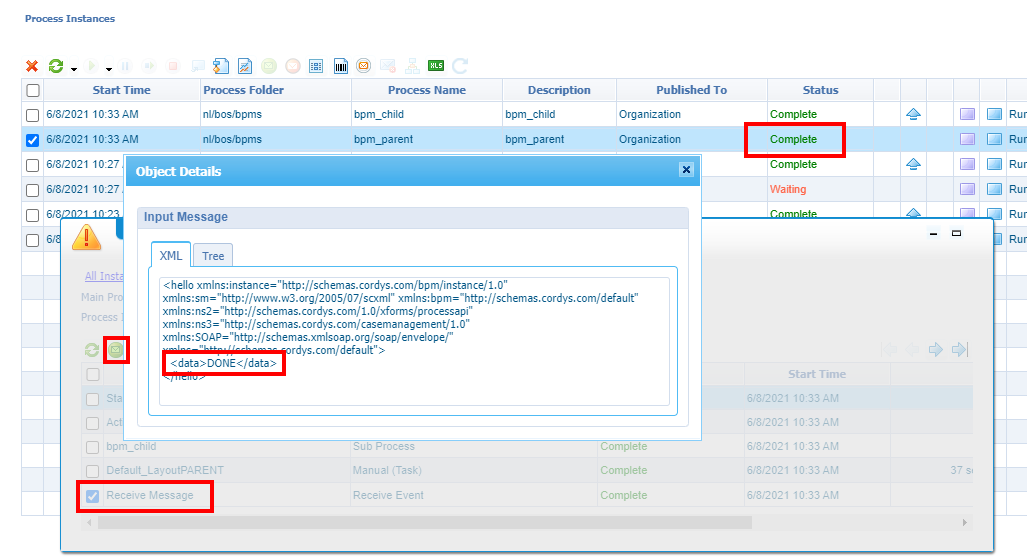 Process Instances
XLS
Start Time Process Folder Process Name Description Published To Status
6/8/2021 10:33 AM nl/bos/bpms bpm_child bpm_child Organization Complete Run
6/8/2021 10:33 AM nl/bos/bpms bpm_parent bpm_parent Organization Complete Run
6/8/2021 10:27 Complete Run
6/8/2021 10:27 Waiting Run
6/8/2021 10:23 Complete Run
6/8 Run
Object Details
Input Message
XML Tree
<hello xmlns:instance="http://schemas.cordys.com/bpm/instance/1.0"
xmlns:sm="http://www.w3.org/2005/07/scxml" xmlns:bpm="http://schemas.cordys.com/default"
xmlns:ns2="http://schemas.cordys.com/1.0/xforms/processapi"
xmlns:ns3="http://schemas.cordys.com/casemanagement/1.0"
xmlns:SOAP="http://schemas.xmlsoap.org/soap/envelope/"
xmlns="http://schemas.cordys.com/default">
<data>DONE</data>
</hello>
All Insta
Main Pro
Process I
Start Time
Sta 6/8/2021 10:33 AM
Act 6/8/2021 10:33 AM
bpm_child Sub Process Complete 6/8/2021 10:33 AM
Default_LayoutPARENT Manual (Task) Complete 6/8/2021 10:33 AM 37 se
Receive Message Receive Event Complete 6/8/2021 10:33 AM